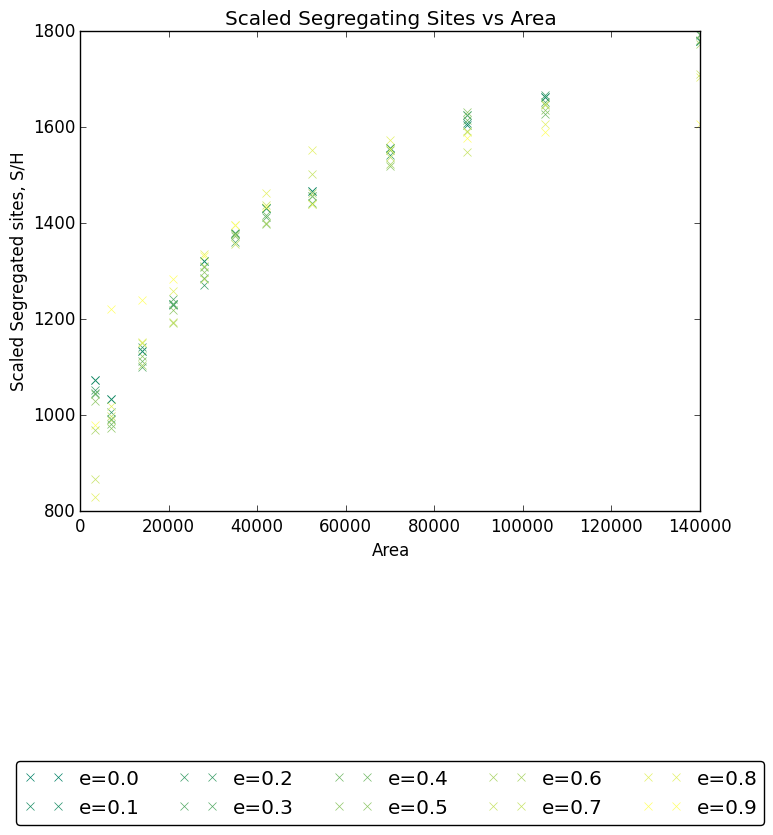 Scaled Segregating Sites vs Area
1800
1600
1400
1200
1000
800
Scaled Segregated sites, S/H
0 20000 40000 60000 80000 100000 120000 140000
Area
e=0.0 e=0.2 e=0.4 e=0.6 e=0.8
e=0.1 e=0.3 e=0.5 e=0.7 e=0.9